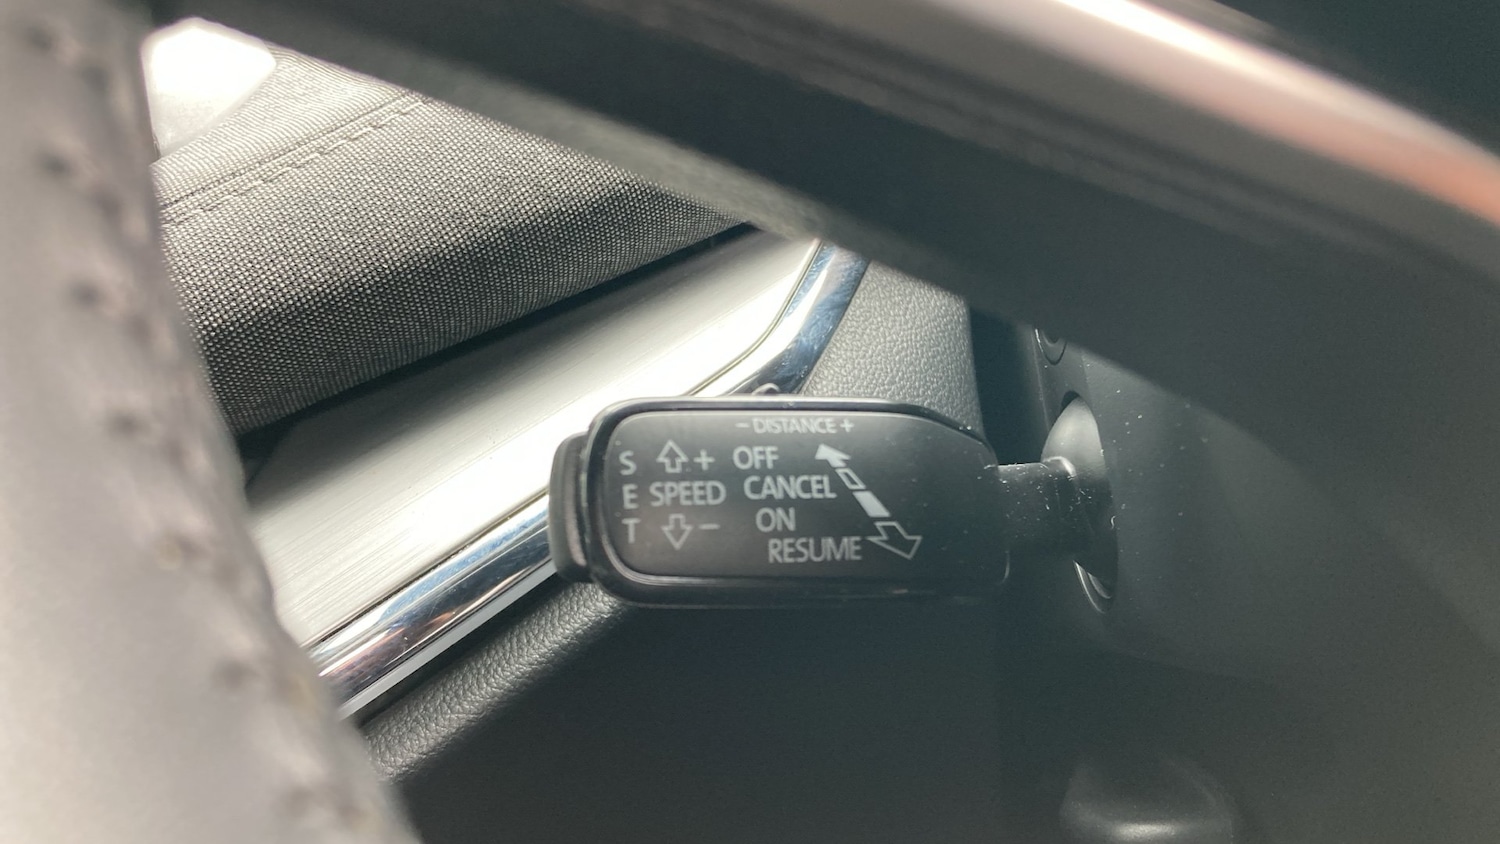 - DISTANCE +
S + OFF
E SPEED CANCEL
T - ON
RESUME